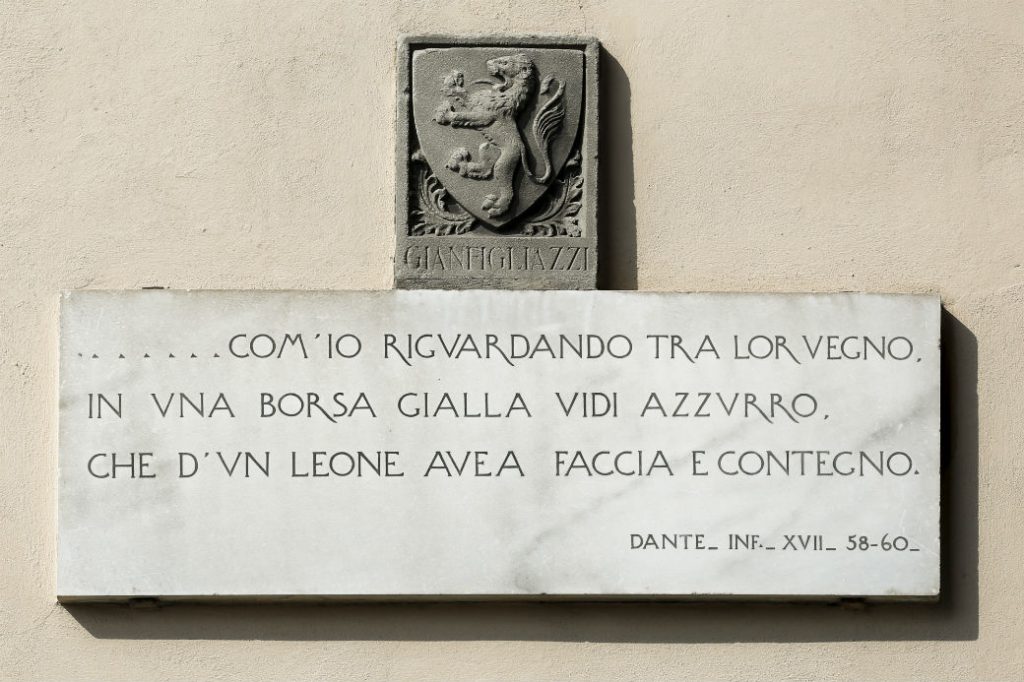 GIANFIGLIAZZI
. . . . . . . COM'IO RIGVARDANDO TRA LOR VEGNO,
IN VNA BORSA GIALLA VIDI AZZVRRO,
CHE D'VN LEONE AVEA FACCIA E CONTEGNO.
DANTE_ INF._ XVII_ 58-60_